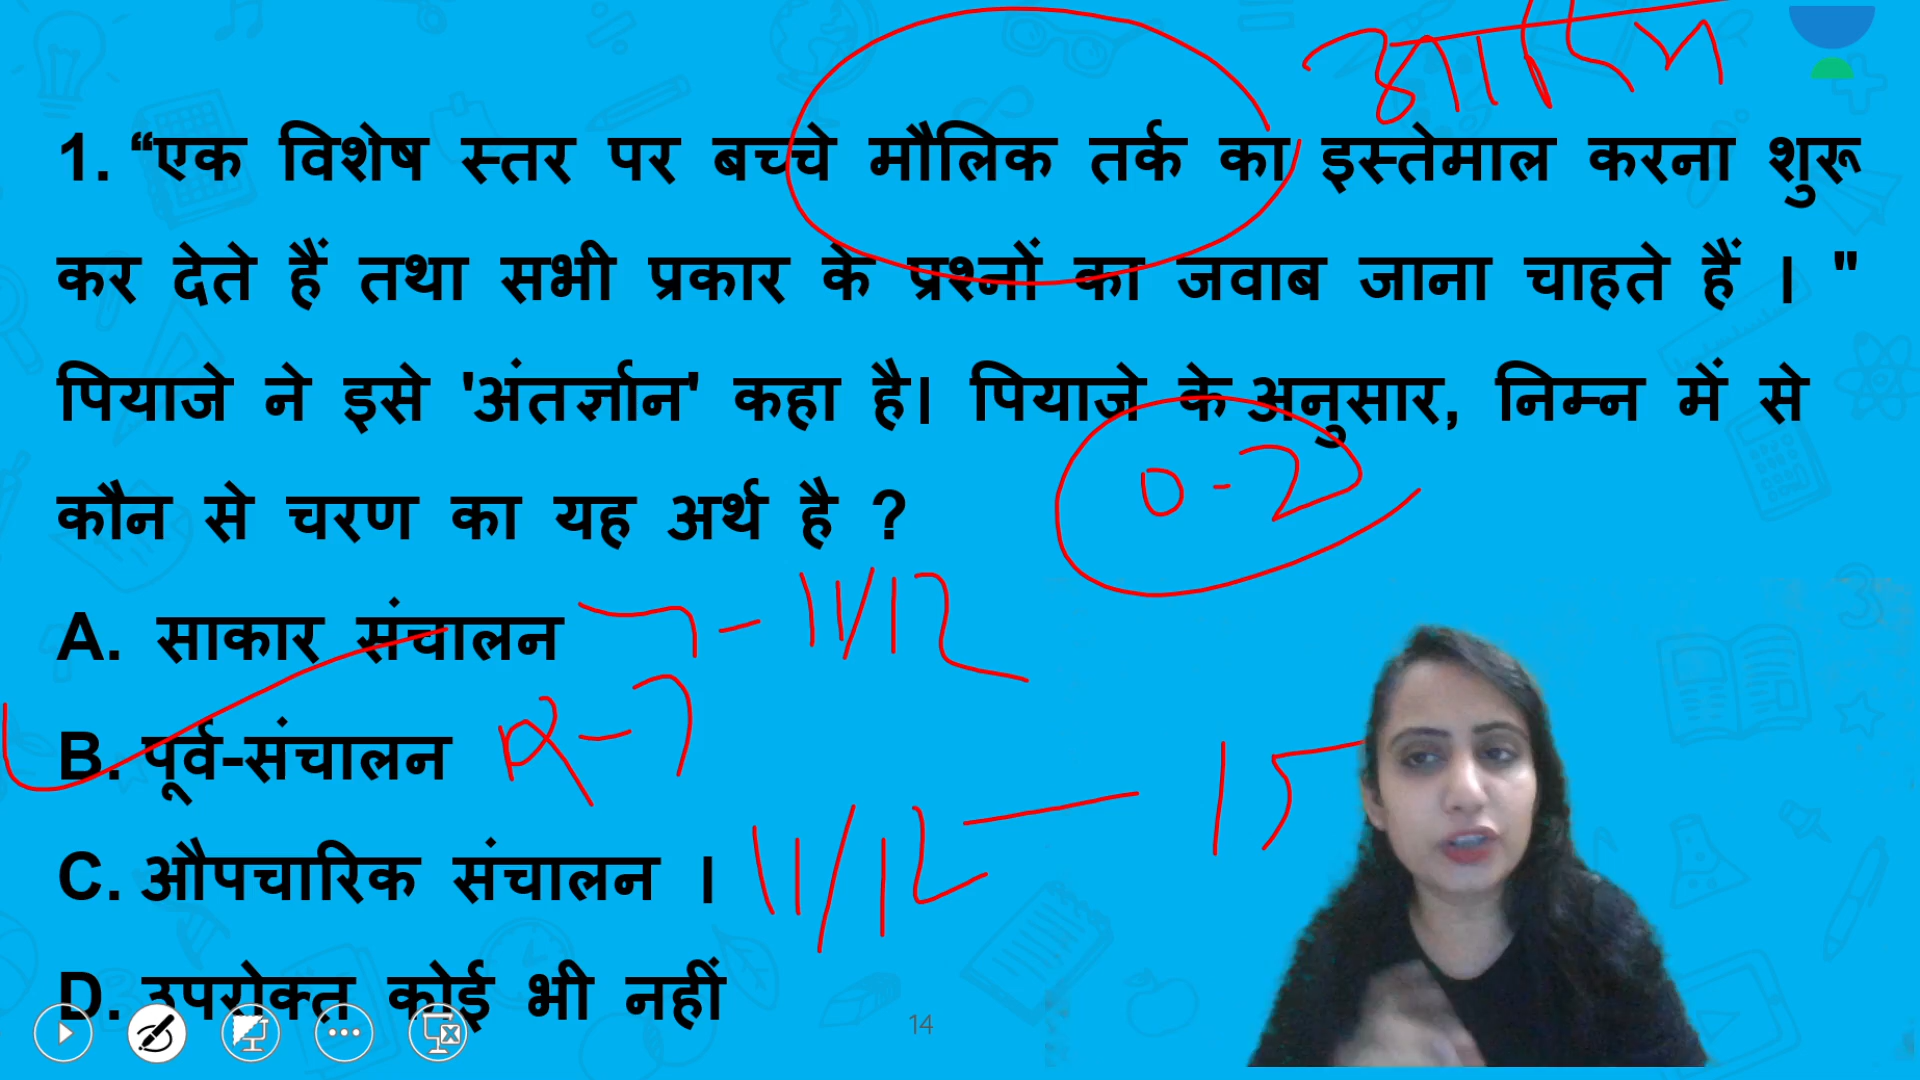 आदिम
1. “एक विशेष स्तर पर बच्चे मौलिक तर्क का इस्तेमाल करना शुरू
कर देते हैं तथा सभी प्रकार के प्रश्नों का जवाब जाना चाहते हैं । "
पियाजे ने इसे 'अंतर्ज्ञान' कहा है। पियाजे के अनुसार, निम्न में से
कौन से चरण का यह अर्थ है ?
0-2
A. साकार संचालन 7-11/12
B. पूर्व-संचालन 2-7
C. औपचारिक संचालन । 11/12 — 15
D. उपरोक्त कोई भी नहीं
14